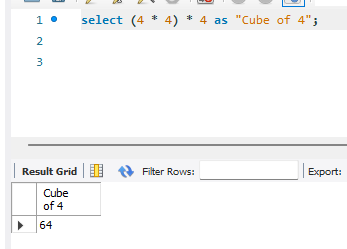 1 select (4 * 4) * 4 as "Cube of 4";
2
3
Result Grid Filter Rows: Export:
Cube
of 4
64